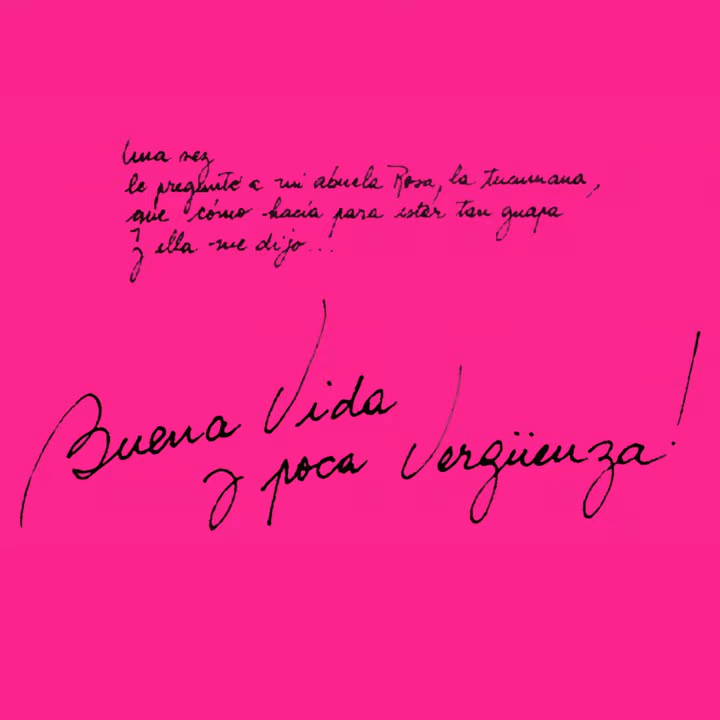 Una vez
le pregunté a mi abuela Rosa, la tucumana,
que cómo hacía para estar tan guapa
y ella me dijo...
Buena Vida
y poca Vergüenza!